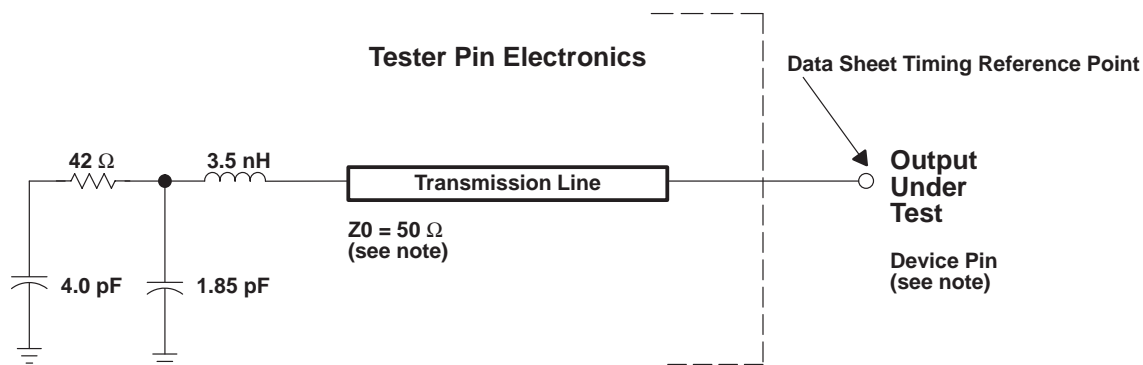 Tester Pin Electronics
Data Sheet Timing Reference Point
42 Ω
3.5 nH
Transmission Line
Output
Under
Test
Z0 = 50 Ω
(see note)
Device Pin
(see note)
4.0 pF
1.85 pF